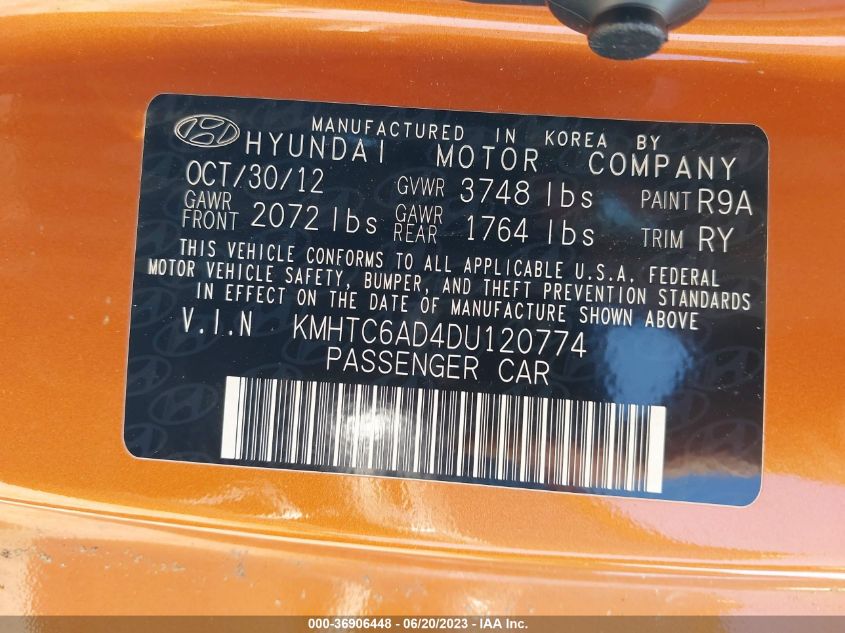 MANUFACTURED IN KOREA BY
HYUNDAI MOTOR COMPANY
OCT/30/12 GVWR 3748 lbs PAINT R9A
GAWR FRONT 2072 lbs GAWR REAR 1764 lbs TRIM RY
THIS VEHICLE CONFORMS TO ALL APPLICABLE U.S.A. FEDERAL
MOTOR VEHICLE SAFETY, BUMPER, AND THEFT PREVENTION STANDARDS
IN EFFECT ON THE DATE OF MANUFACTURE SHOWN ABOVE
V.I.N KMHTC6AD4DU120774
PASSENGER CAR
000-36906448 - 06/20/2023 - IAA Inc.